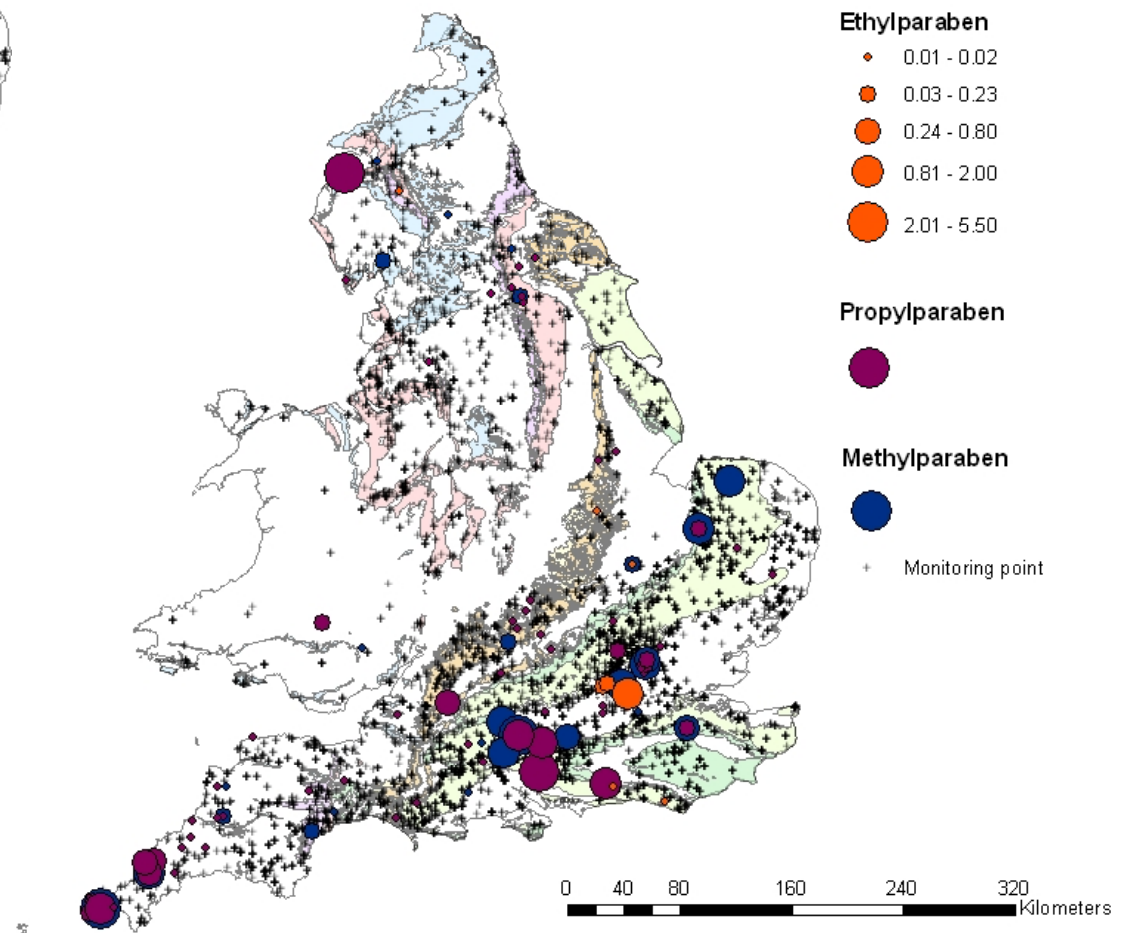 Ethylparaben
0.01 - 0.02
0.03 - 0.23
0.24 - 0.80
0.81 - 2.00
2.01 - 5.50
Propylparaben
Methylparaben
Monitoring point
0 40 80 160 240 320
Kilometers